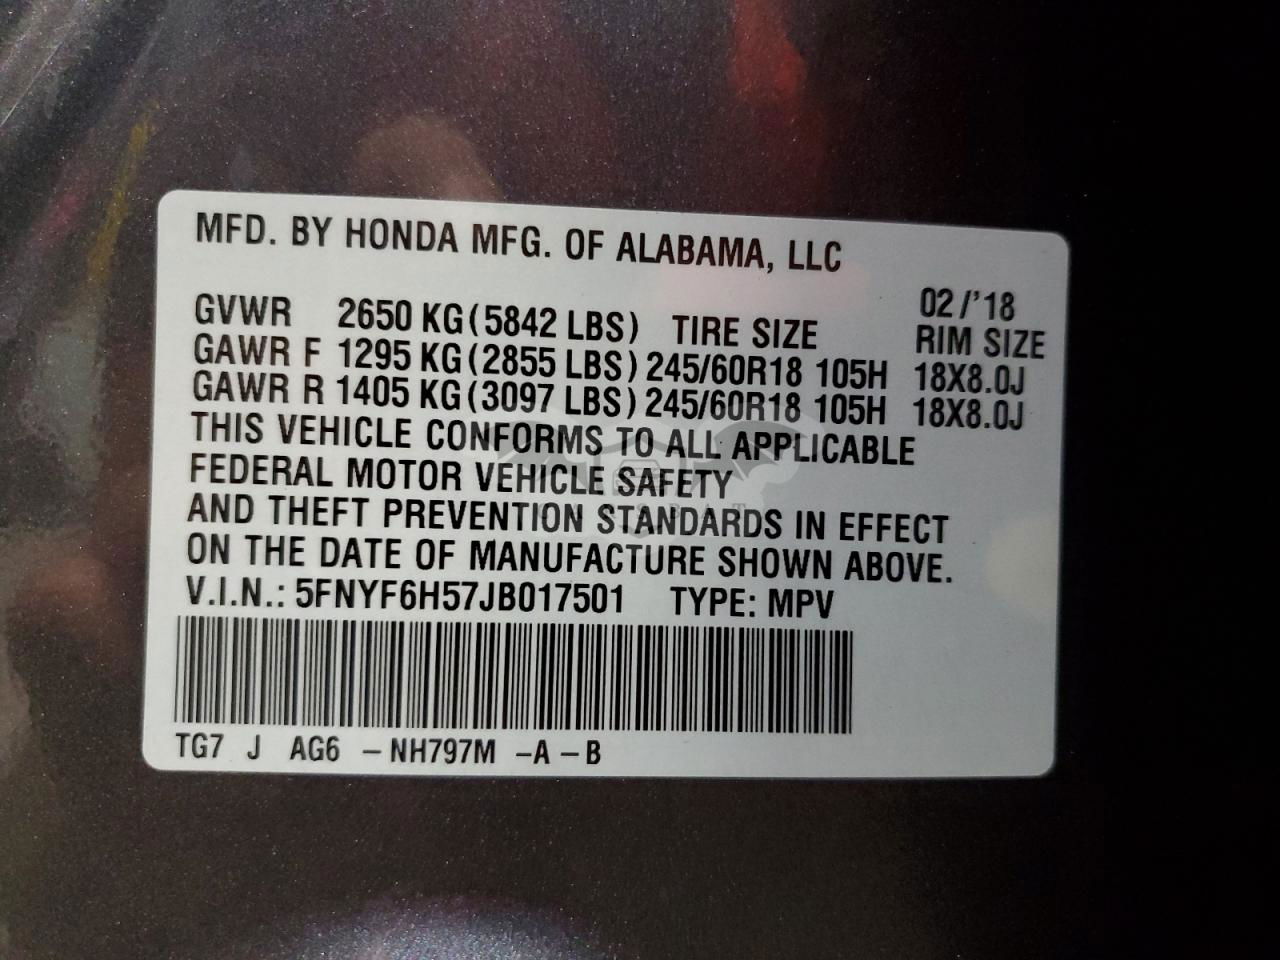 MFD. BY HONDA MFG. OF ALABAMA, LLC
02/'18
GVWR 2650 KG (5842 LBS) TIRE SIZE RIM SIZE
GAWR F 1295 KG (2855 LBS) 245/60R18 105H 18X8.0J
GAWR R 1405 KG (3097 LBS) 245/60R18 105H 18X8.0J
THIS VEHICLE CONFORMS TO ALL APPLICABLE
FEDERAL MOTOR VEHICLE SAFETY
AND THEFT PREVENTION STANDARDS IN EFFECT
ON THE DATE OF MANUFACTURE SHOWN ABOVE.
V.I.N.: 5FNYF6H57JB017501 TYPE: MPV
TG7 J AG6 -NH797M -A-B